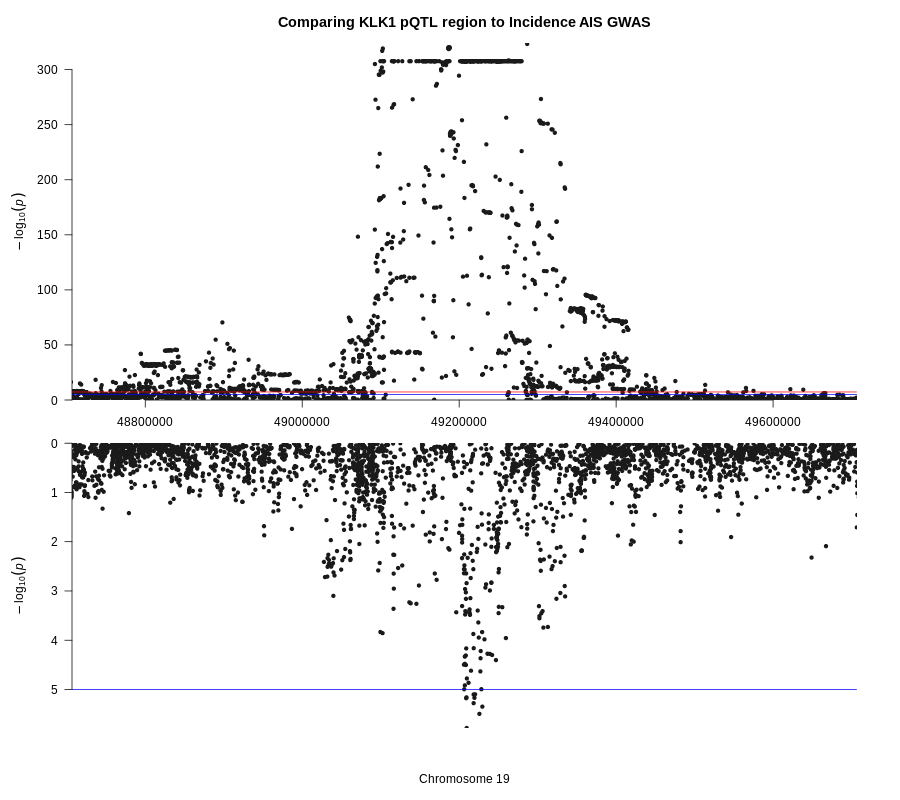 Comparing KLK1 pQTL region to Incidence AIS GWAS
300
250
200
150
100
50
0
− log10(p)
48800000 49000000 49200000 49400000 49600000
0
1
2
3
4
5
− log10(p)
Chromosome 19